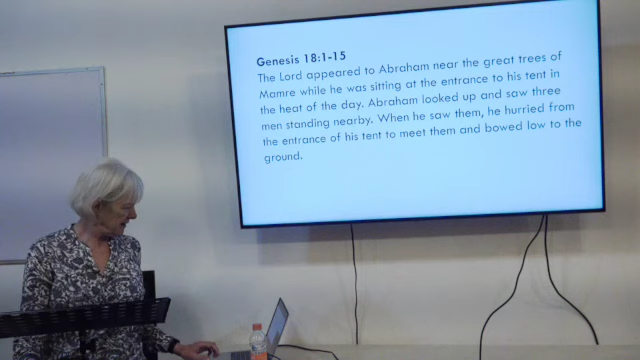 Genesis 18:1-15
The Lord appeared to Abraham near the great trees of
Mamre while he was sitting at the entrance to his tent in
the heat of the day. Abraham looked up and saw three
men standing nearby. When he saw them, he hurried from
the entrance of his tent to meet them and bowed low to the
ground.